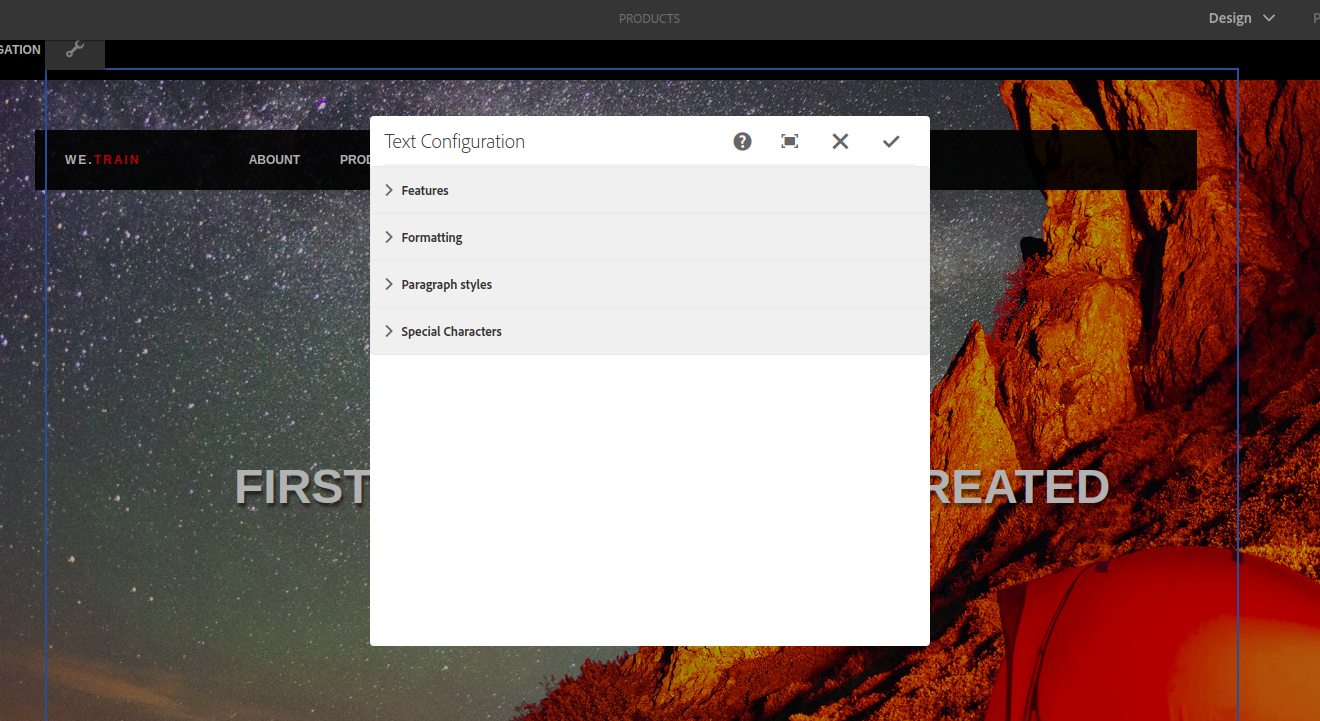 PRODUCTS
Design
P
GATION
WE.TRAIN
ABOUNT
PROD
Text Configuration
Features
Formatting
Paragraph styles
Special Characters
FIRST
REATED